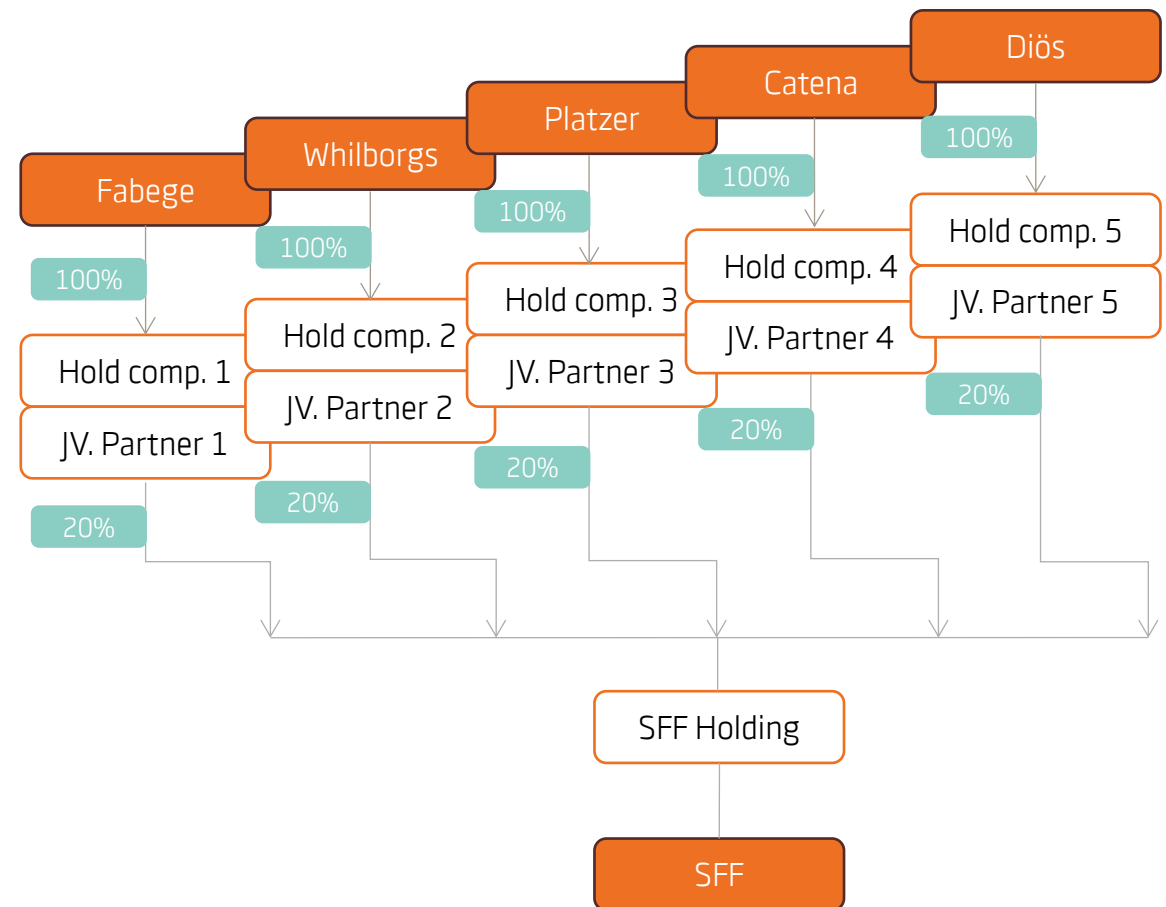 Diös
Catena
Platzer
Whilborgs
Fabege
100%
100%
100%
100%
100%
Hold comp. 5
JV. Partner 5
Hold comp. 4
JV. Partner 4
Hold comp. 3
JV. Partner 3
Hold comp. 2
JV. Partner 2
Hold comp. 1
JV. Partner 1
20%
20%
20%
20%
20%
SFF Holding
SFF